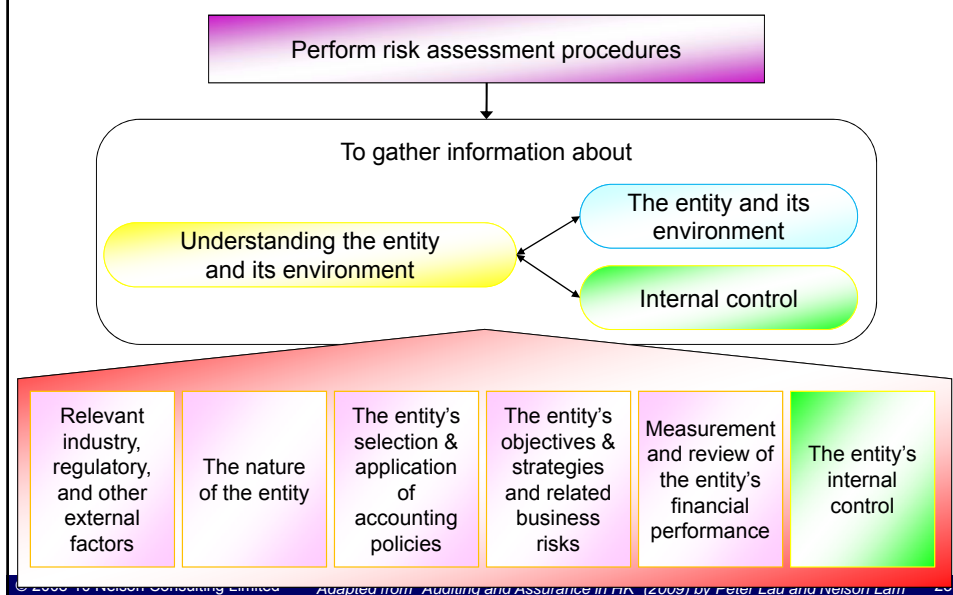 Perform risk assessment procedures
To gather information about
Understanding the entity
and its environment
The entity and its
environment
Internal control
Relevant
industry,
regulatory,
and other
external
factors
The nature
of the entity
The entity's
selection &
application
of
accounting
policies
The entity's
objectives &
strategies
and related
business
risks
Measurement
and review of
the entity's
financial
performance
The entity's
internal
control
Nelson Consulting Limited
Adapted from "Auditing and Assurance in HK" (2009) by Peter Lau and Nelson Lam